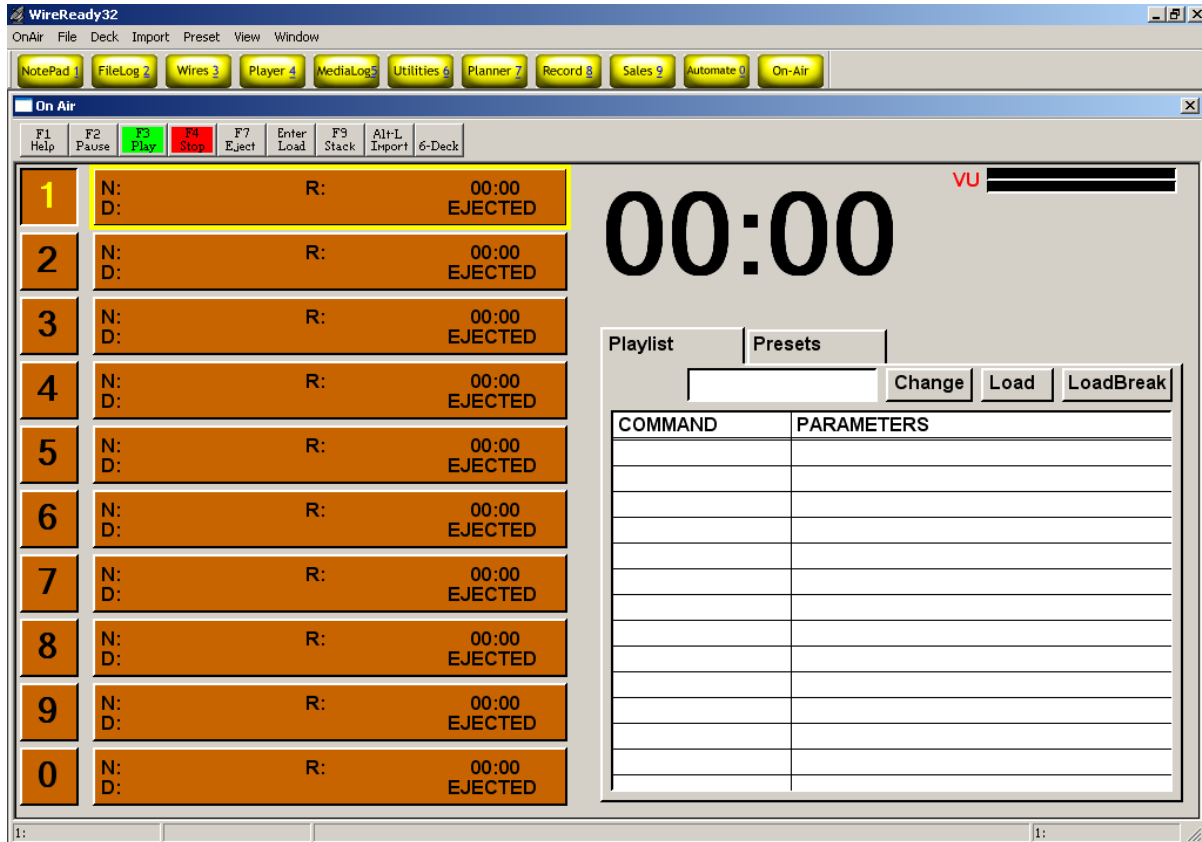 WireReady32
OnAir File Deck Import Preset View Window
NotePad 1 FileLog 2 Wires 3 Player 4 MediaLog5 Utilities 6 Planner 7 Record 8 Sales 9 Automate 0 On-Air
On Air
F1 Help F2 Pause F3 Play F4 Stop F7 Eject Enter Load F9 Stack Alt-L Import 6-Deck
1 N: R: 00:00
D: EJECTED
2 N: R: 00:00
D: EJECTED
3 N: R: 00:00
D: EJECTED
4 N: R: 00:00
D: EJECTED
5 N: R: 00:00
D: EJECTED
6 N: R: 00:00
D: EJECTED
7 N: R: 00:00
D: EJECTED
8 N: R: 00:00
D: EJECTED
9 N: R: 00:00
D: EJECTED
0 N: R: 00:00
D: EJECTED
VU
00:00
Playlist Presets
Change Load LoadBreak
COMMAND PARAMETERS
1: 1: